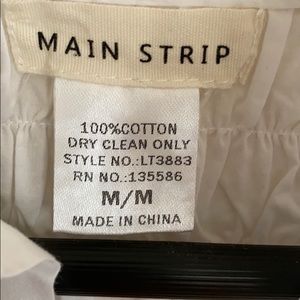 MAIN STRIP
100%COTTON
DRY CLEAN ONLY
STYLE NO.:LT3883
RN NO.:135586
M/M
MADE IN CHINA